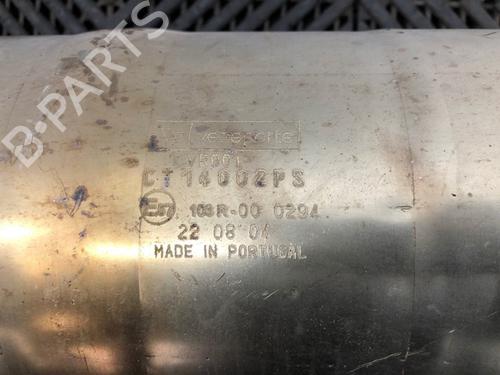 B-PARTS
veneporte
CT14002PS
103R-00 0294
22 08 04
MADE IN PORTUGAL